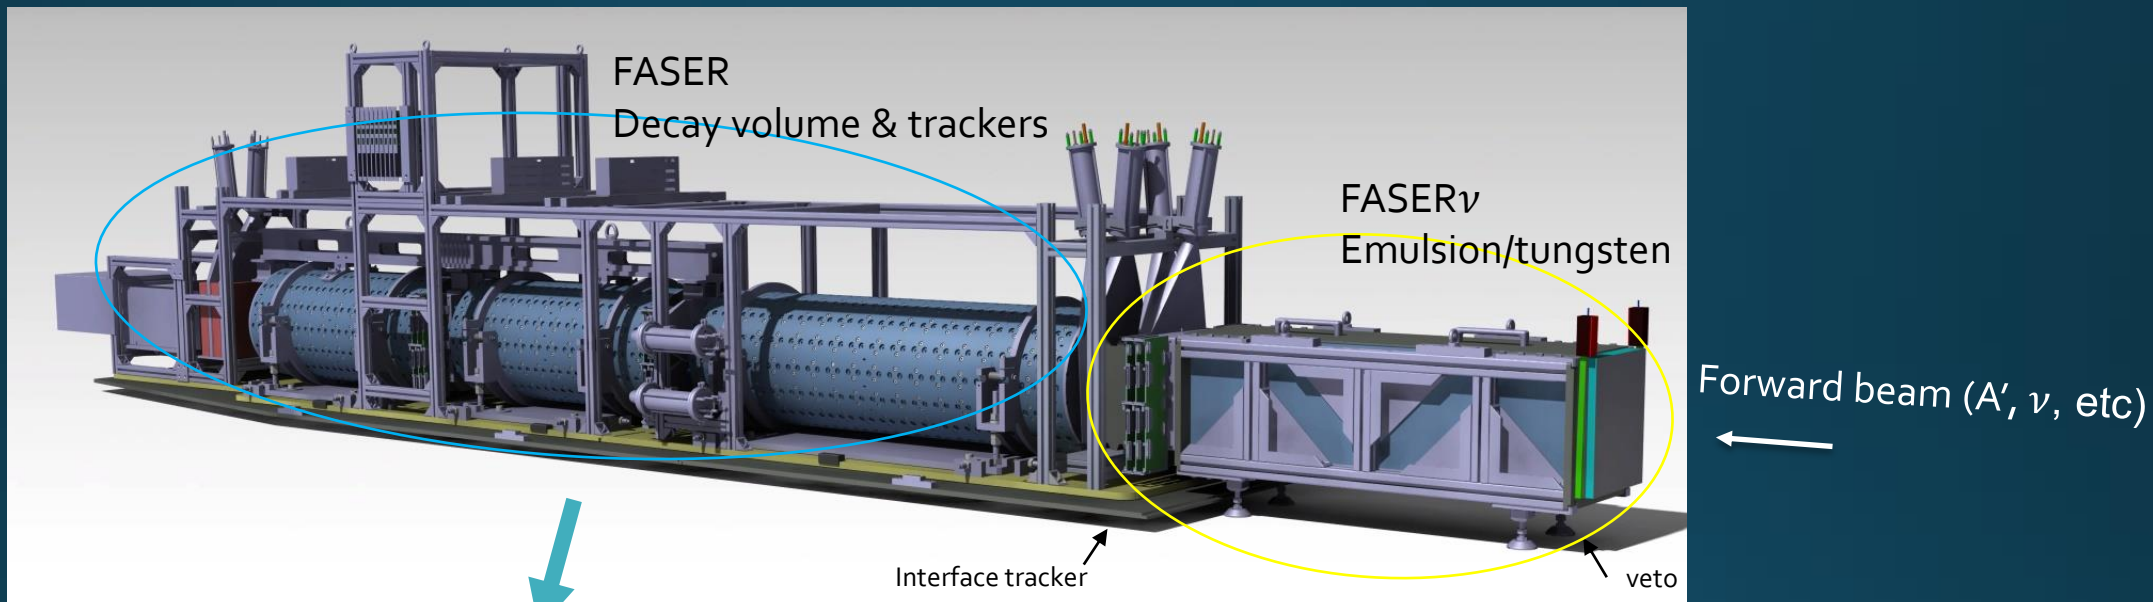 FASER
Decay volume & trackers
FASERν
Emulsion/tungsten
Forward beam (A′, ν, etc)
Interface tracker
veto